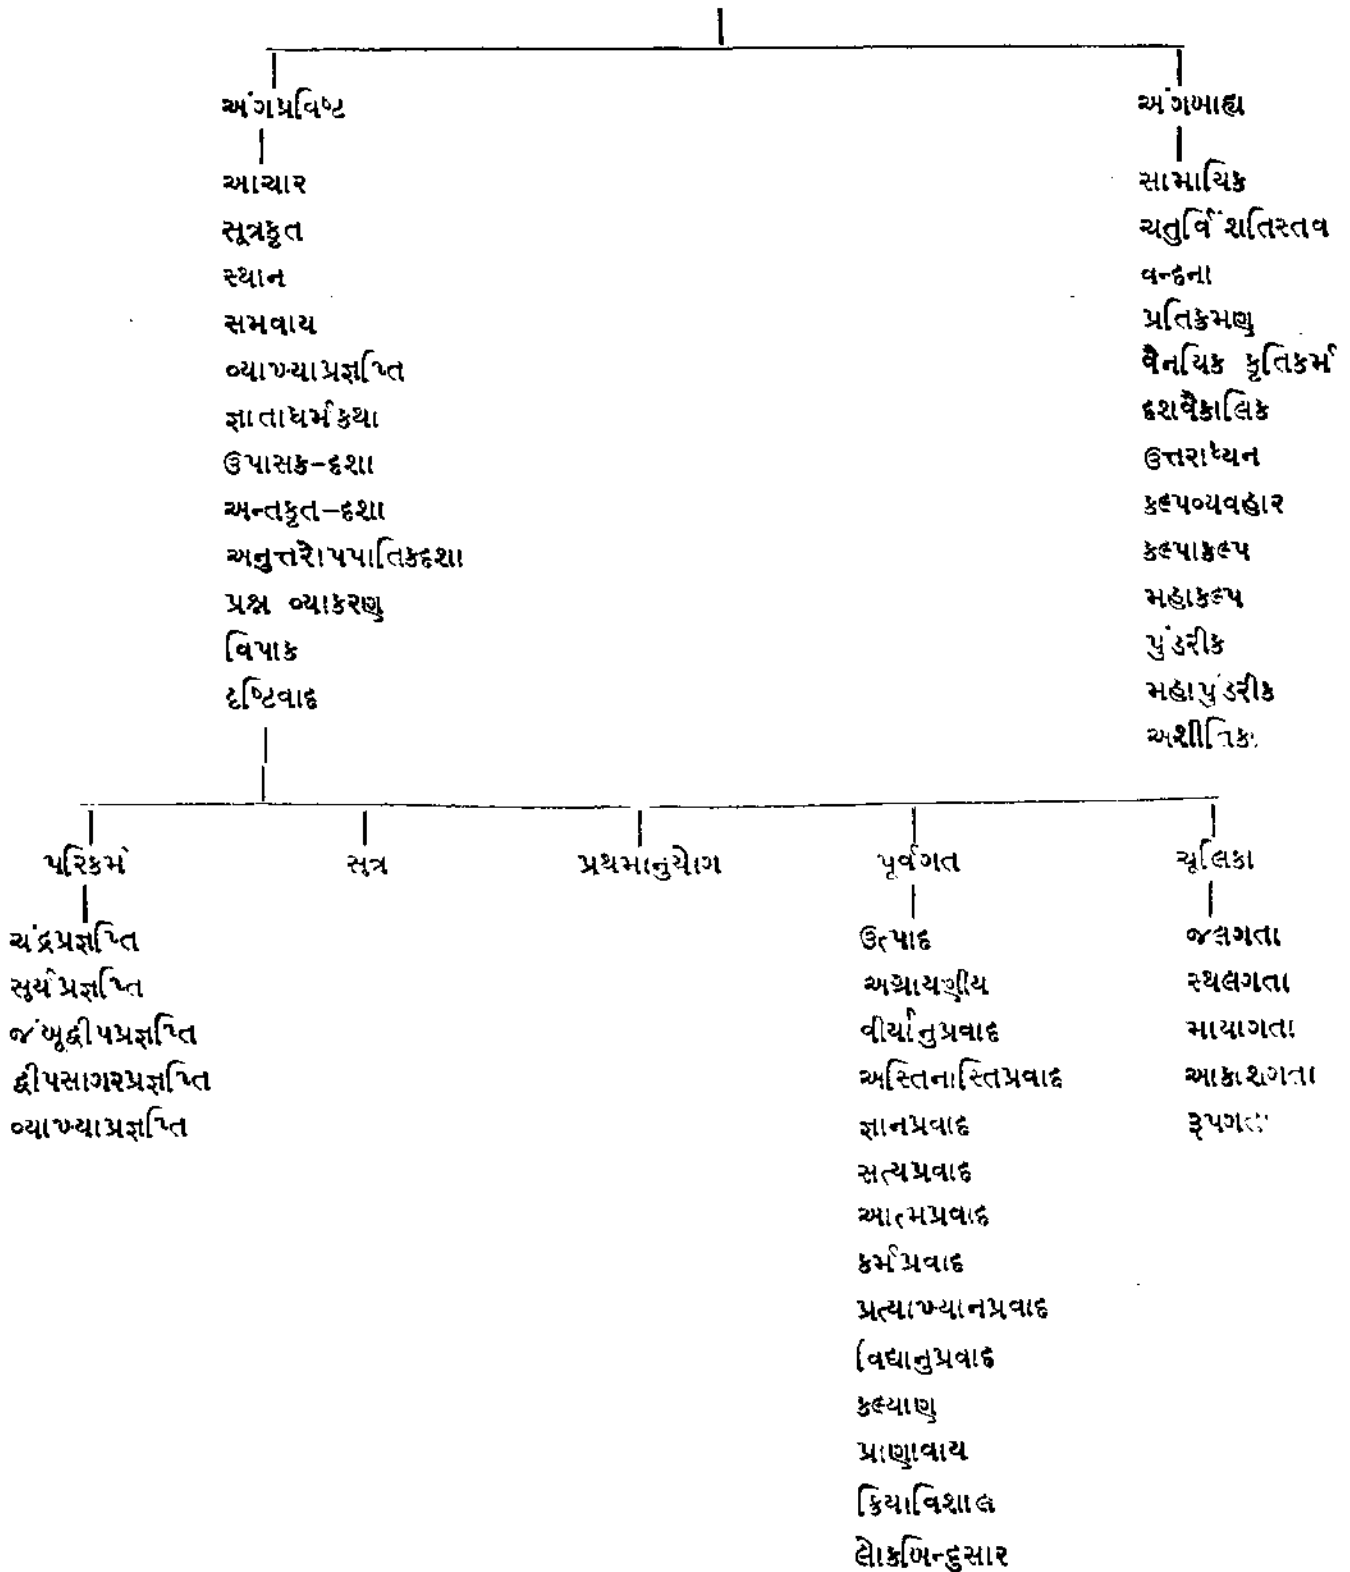 અંગપ્રવિષ્ટ
આચાર
સૂત્રકૃત
સ્થાન
સમવાય
વ્યાખ્યાપ્રજ્ઞપ્તિ
જ્ઞાતાધર્મકથા
ઉપાસક-દશા
અન્તકૃત-દશા
અનુત્તરોપપાતિકદશા
પ્રશ્ન વ્યાકરણ
વિપાક
દૃષ્ટિવાદ
અંગબાહ્ય
સામાયિક
ચતુર્વિંશતિસ્તવ
વન્દના
પ્રતિક્રમણ
વૈનયિક કૃતિકર્મ
દશવૈકાલિક
ઉત્તરાધ્યન
કલ્પવ્યવહાર
કલ્પાકલ્પ
મહાકલ્પ
પુંડરીક
મહાપુંડરીક
અશીતિકા
પરિકર્મ
ચંદ્રપ્રજ્ઞપ્તિ
સુર્યપ્રજ્ઞપ્તિ
જંબૂદ્વીપપ્રજ્ઞપ્તિ
દ્વીપસાગરપ્રજ્ઞપ્તિ
વ્યાખ્યાપ્રજ્ઞપ્તિ
સૂત્ર
પ્રથમાનુયોગ
પૂર્વગત
ઉત્પાદ
અગ્રાયણીય
વીર્યાનુપ્રવાદ
અસ્તિનાસ્તિપ્રવાદ
જ્ઞાનપ્રવાદ
સત્યપ્રવાદ
આત્મપ્રવાદ
કર્મપ્રવાદ
પ્રત્યાખ્યાનપ્રવાદ
વિદ્યાનુપ્રવાદ
કલ્યાણ
પ્રાણાવાય
ક્રિયાવિશાલ
લોકબિન્દુસાર
ચૂલિકા
જલગતા
સ્થલગતા
માયાગતા
આકાશગતા
રૂપગતા